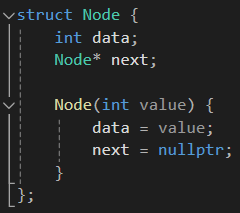 struct Node {
    int data;
    Node* next;

    Node(int value) {
        data = value;
        next = nullptr;
    }
};